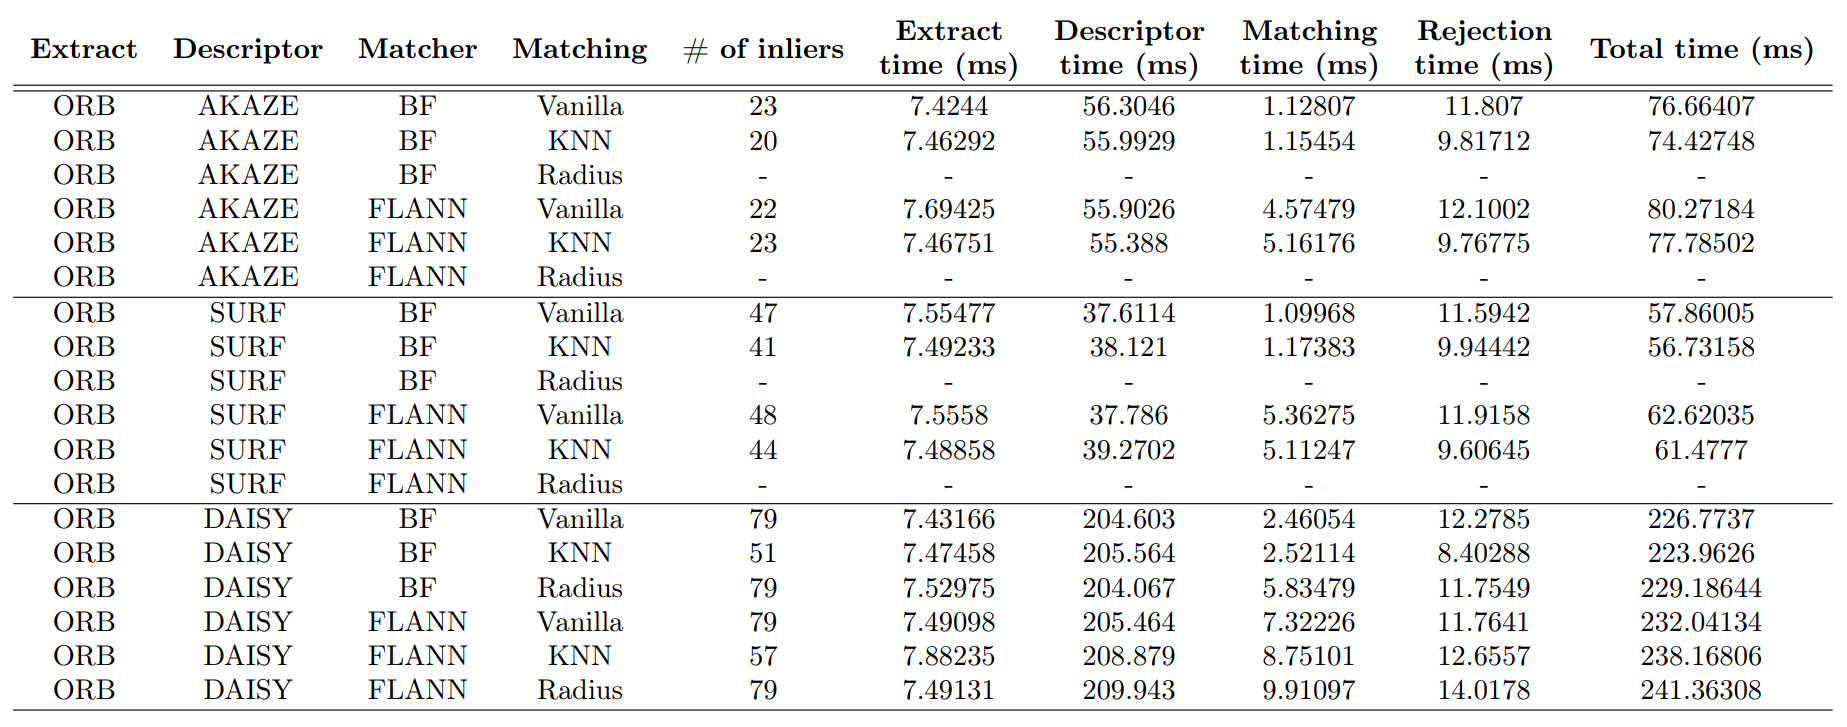 Extract Descriptor Matcher Matching # of inliers Extract time (ms) Descriptor time (ms) Matching time (ms) Rejection time (ms) Total time (ms)
ORB AKAZE BF Vanilla 23 7.4244 56.3046 1.12807 11.807 76.66407
ORB AKAZE BF KNN 20 7.46292 55.9929 1.15454 9.81712 74.42748
ORB AKAZE BF Radius - - - - - -
ORB AKAZE FLANN Vanilla 22 7.69425 55.9026 4.57479 12.1002 80.27184
ORB AKAZE FLANN KNN 23 7.46751 55.388 5.16176 9.76775 77.78502
ORB AKAZE FLANN Radius - - - - - -
ORB SURF BF Vanilla 47 7.55477 37.6114 1.09968 11.5942 57.86005
ORB SURF BF KNN 41 7.49233 38.121 1.17383 9.94442 56.73158
ORB SURF BF Radius - - - - - -
ORB SURF FLANN Vanilla 48 7.5558 37.786 5.36275 11.9158 62.62035
ORB SURF FLANN KNN 44 7.48858 39.2702 5.11247 9.60645 61.4777
ORB SURF FLANN Radius - - - - - -
ORB DAISY BF Vanilla 79 7.43166 204.603 2.46054 12.2785 226.7737
ORB DAISY BF KNN 51 7.47458 205.564 2.52114 8.40288 223.9626
ORB DAISY BF Radius 79 7.52975 204.067 5.83479 11.7549 229.18644
ORB DAISY FLANN Vanilla 79 7.49098 205.464 7.32226 11.7641 232.04134
ORB DAISY FLANN KNN 57 7.88235 208.879 8.75101 12.6557 238.16806
ORB DAISY FLANN Radius 79 7.49131 209.943 9.91097 14.0178 241.36308